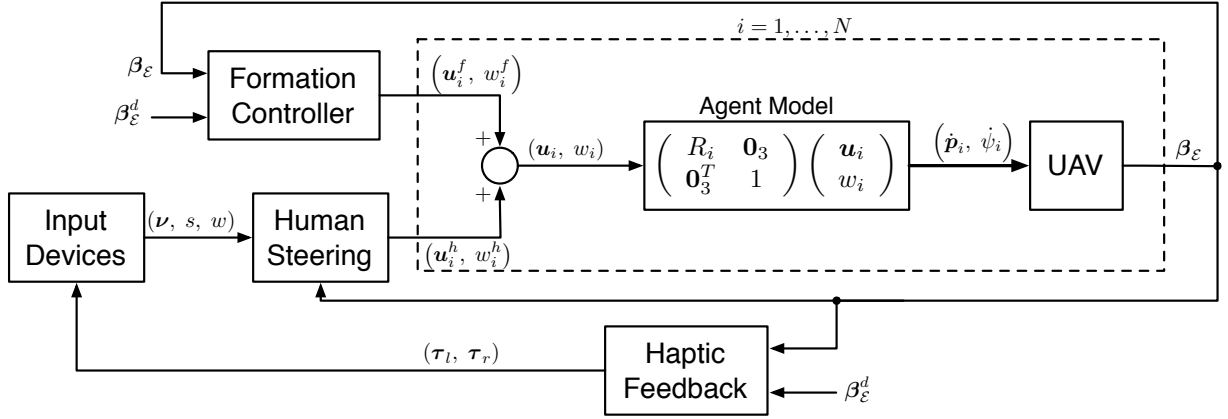 i = 1, . . . , N
β_ℰ
β_ℰ^d
Formation
Controller
(u_i^f, w_i^f)
+
+
(u_i, w_i)
Agent Model
( R_i 0_3 ) ( u_i )
( 0_3^T 1 ) ( w_i )
(ṗ_i, ψ̇_i)
UAV
β_ℰ
Input
Devices
(ν, s, w)
Human
Steering
(u_i^h, w_i^h)
(τ_l, τ_r)
Haptic
Feedback
β_ℰ^d